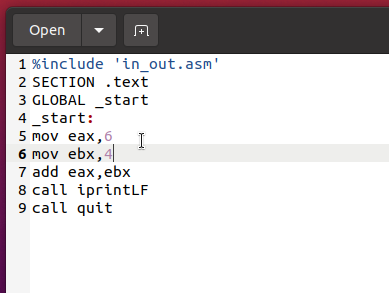 Open
1 %include 'in_out.asm'
2 SECTION .text
3 GLOBAL _start
4 _start:
5 mov eax,6
6 mov ebx,4
7 add eax,ebx
8 call iprintLF
9 call quit